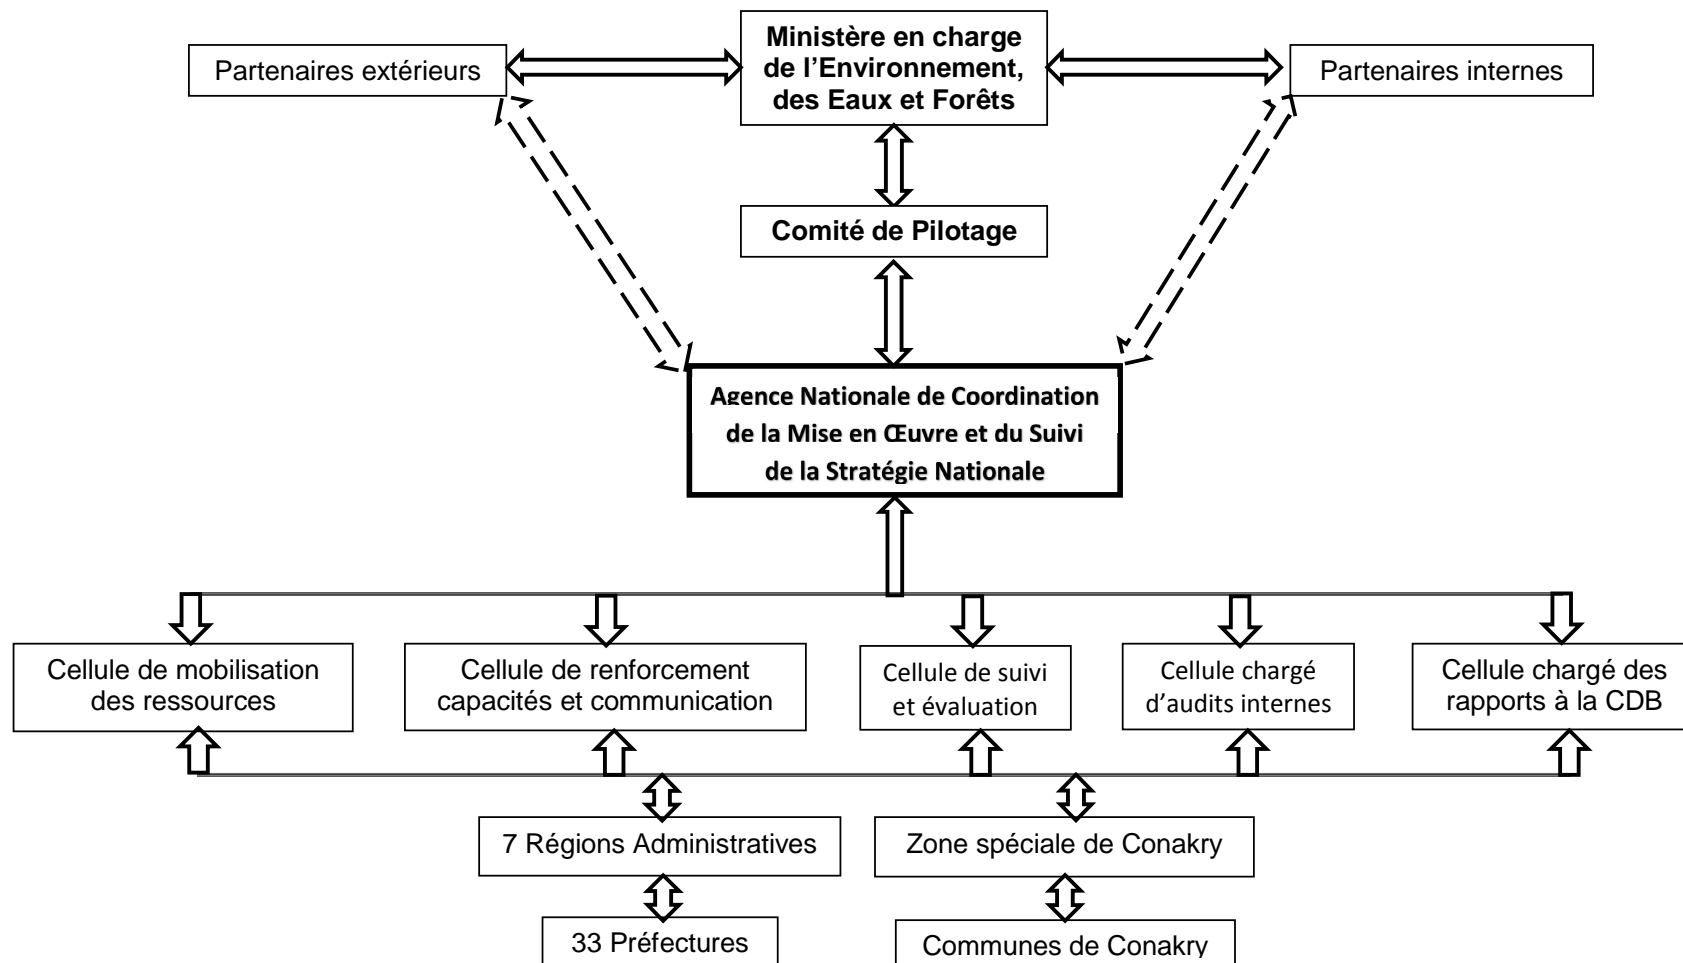 Ministère en charge
de l'Environnement,
des Eaux et Forêts
Partenaires extérieurs
Partenaires internes
Comité de Pilotage
Agence Nationale de Coordination
de la Mise en Œuvre et du Suivi
de la Stratégie Nationale
Cellule de mobilisation
des ressources
Cellule de renforcement
capacités et communication
Cellule de suivi
et évaluation
Cellule chargé
d'audits internes
Cellule chargé des
rapports à la CDB
7 Régions Administratives
Zone spéciale de Conakry
33 Préfectures
Communes de Conakry